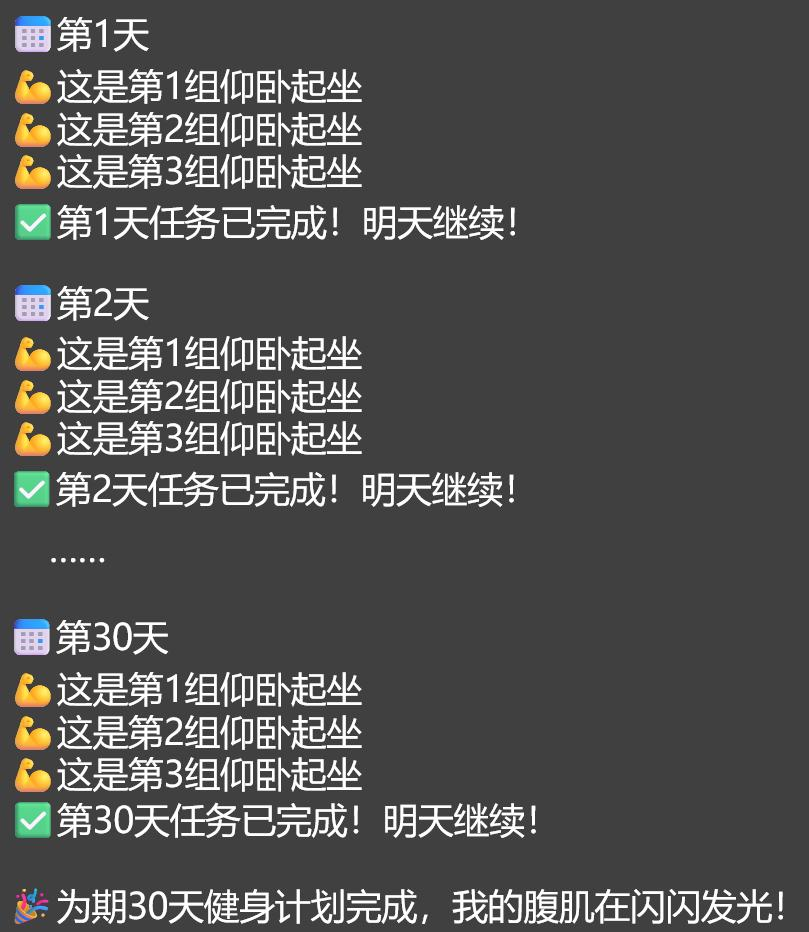 📅第1天
💪这是第1组仰卧起坐
💪这是第2组仰卧起坐
💪这是第3组仰卧起坐
✅第1天任务已完成！明天继续！
📅第2天
💪这是第1组仰卧起坐
💪这是第2组仰卧起坐
💪这是第3组仰卧起坐
✅第2天任务已完成！明天继续！
……
📅第30天
💪这是第1组仰卧起坐
💪这是第2组仰卧起坐
💪这是第3组仰卧起坐
✅第30天任务已完成！明天继续！
🎉为期30天健身计划完成，我的腹肌在闪闪发光！